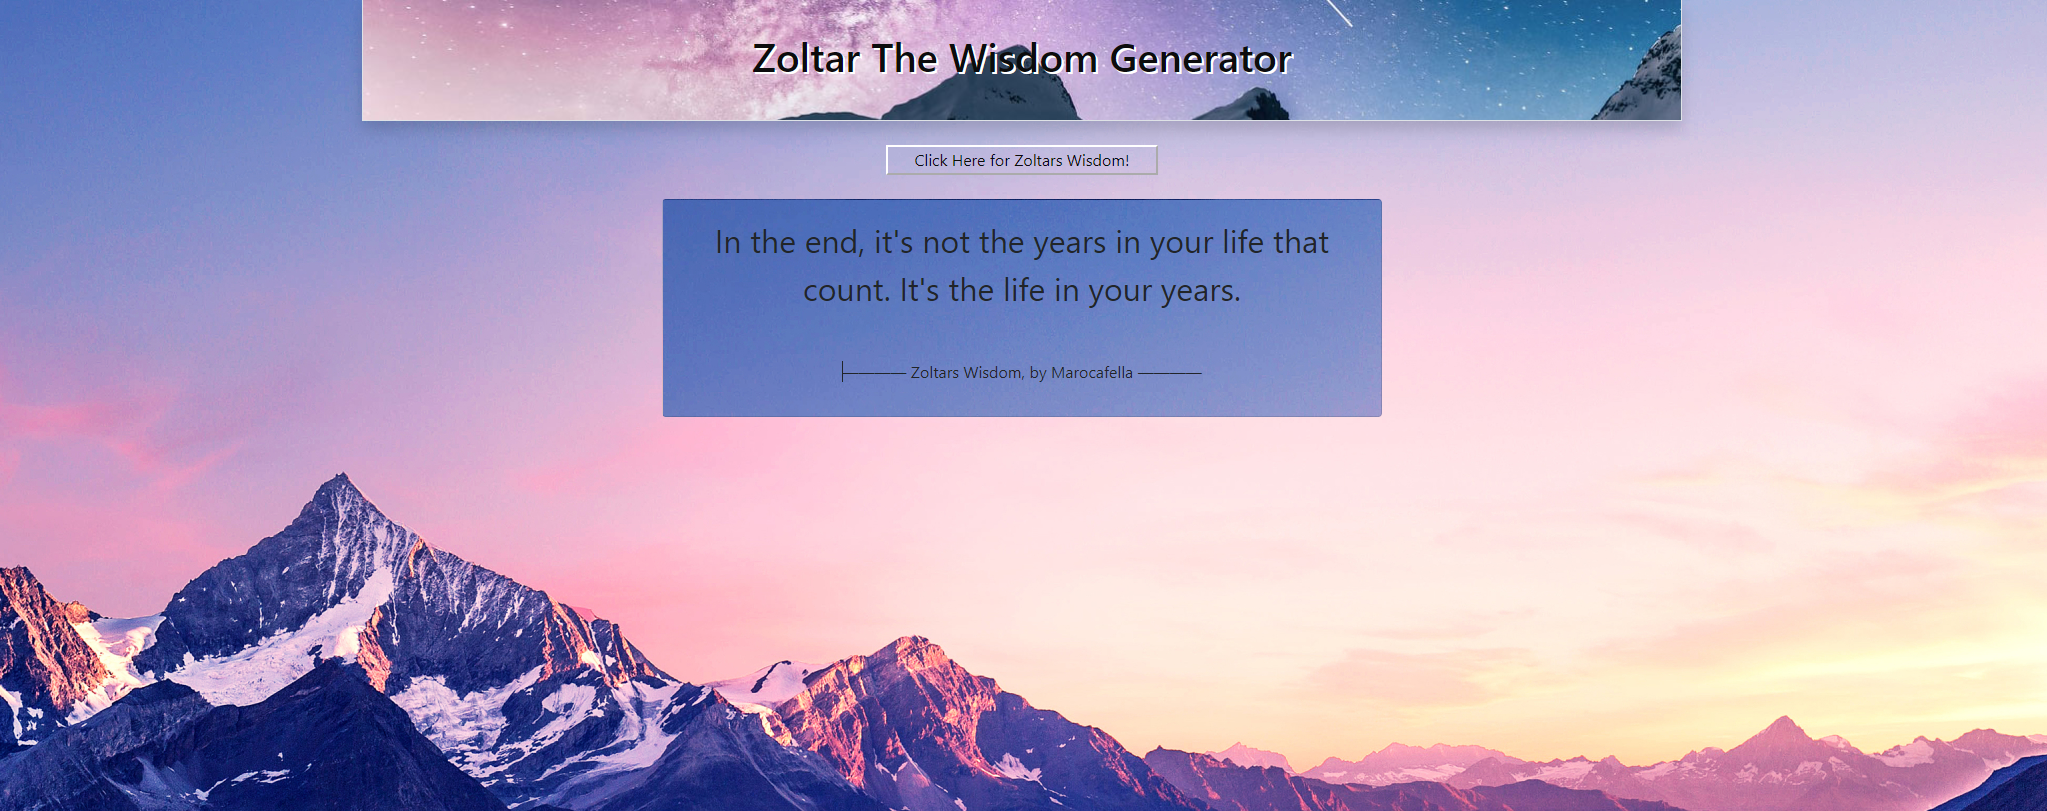 Zoltar The Wisdom Generator
Click Here for Zoltars Wisdom!
In the end, it's not the years in your life that
count. It's the life in your years.
├──── Zoltars Wisdom, by Marocafella ────